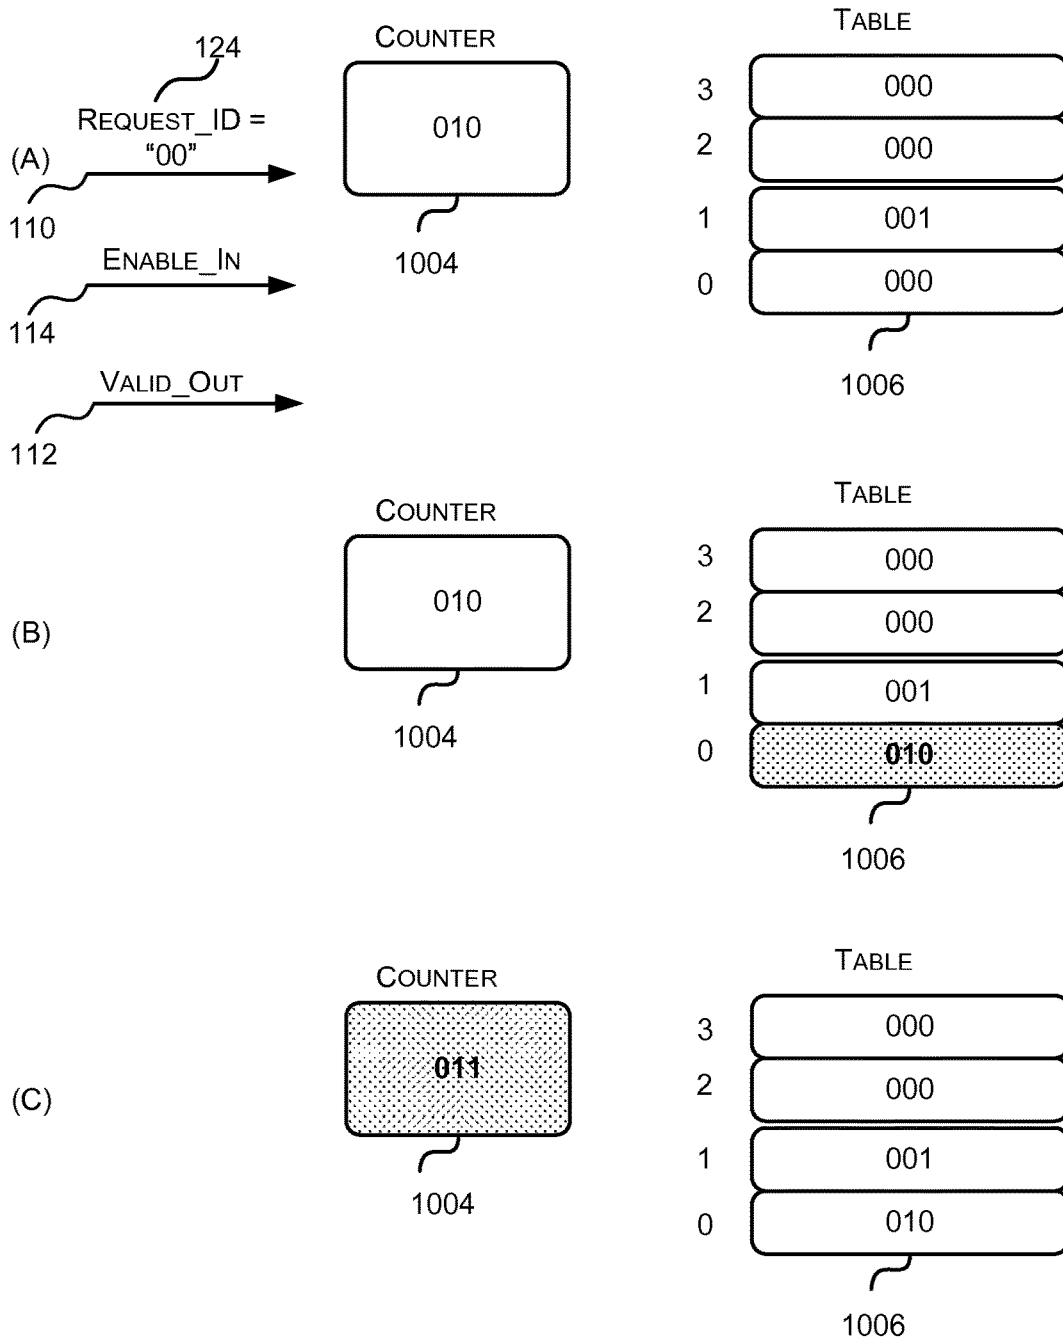 124
REQUEST_ID =
"00"
(A)
110
ENABLE_IN
114
VALID_OUT
112
COUNTER
010
1004
TABLE
3 000
2 000
1 001
0 000
1006
(B)
COUNTER
010
1004
TABLE
3 000
2 000
1 001
0 010
1006
(C)
COUNTER
011
1004
TABLE
3 000
2 000
1 001
0 010
1006